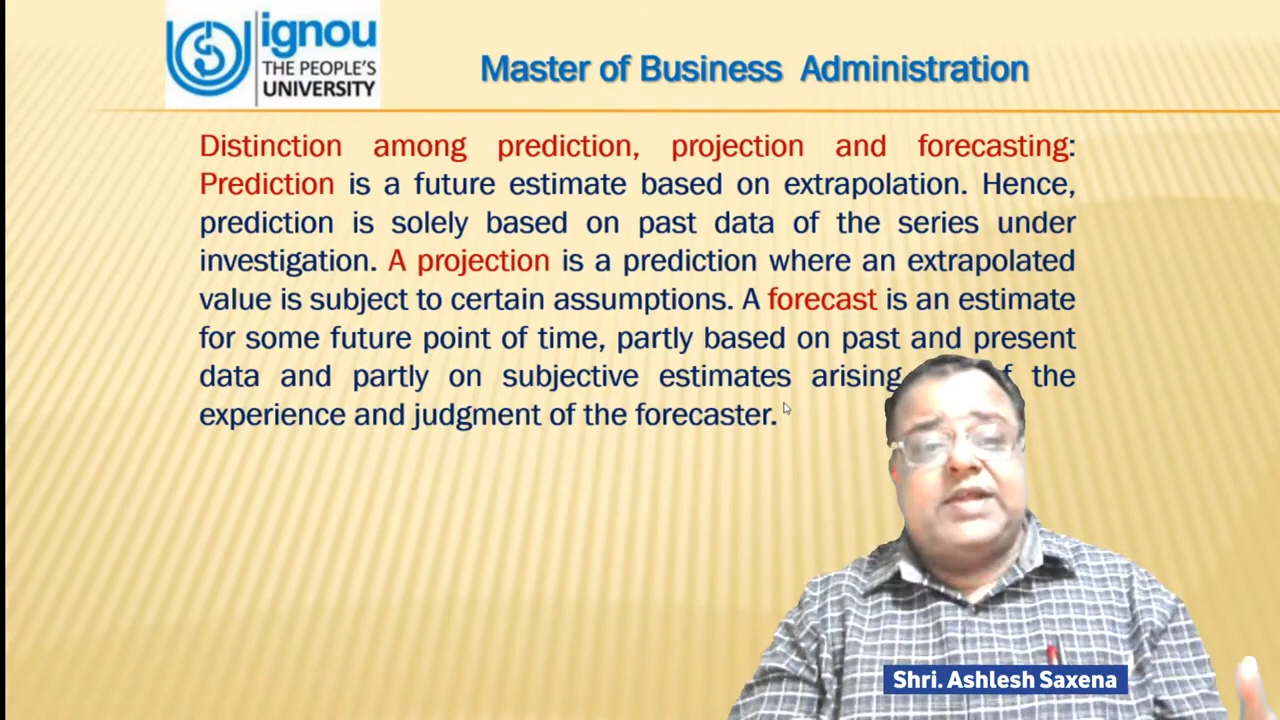 ignou
THE PEOPLE'S
UNIVERSITY
Master of Business Administration
Distinction among prediction, projection and forecasting:
Prediction is a future estimate based on extrapolation. Hence,
prediction is solely based on past data of the series under
investigation. A projection is a prediction where an extrapolated
value is subject to certain assumptions. A forecast is an estimate
for some future point of time, partly based on past and present
data and partly on subjective estimates arising the
experience and judgment of the forecaster.
Shri. Ashlesh Saxena